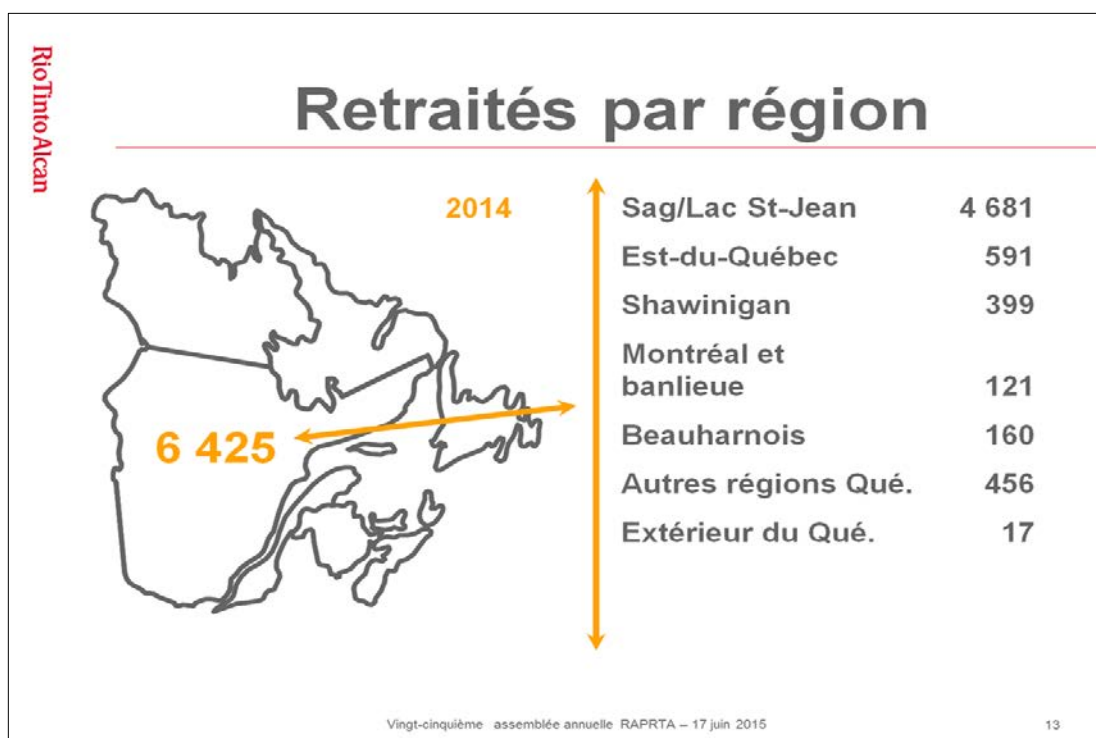 RioTintoAlcan
Retraités par région
2014
6 425
Sag/Lac St-Jean 4 681
Est-du-Québec 591
Shawinigan 399
Montréal et
banlieue 121
Beauharnois 160
Autres régions Qué. 456
Extérieur du Qué. 17
Vingt-cinquième assemblée annuelle RAPRTA – 17 juin 2015 13